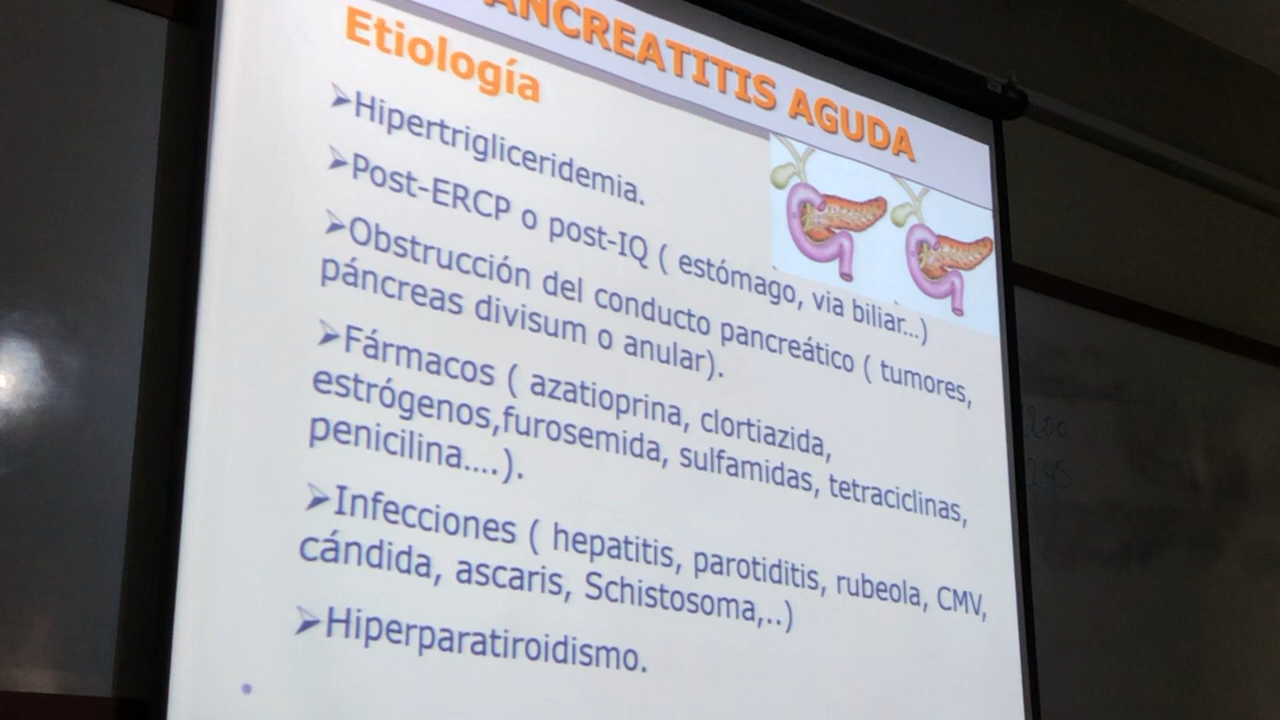 ANCREATITIS AGUDA
Etiología
➢Hipertrigliceridemia.
➢Post-ERCP o post-IQ ( estómago, via biliar...)
➢Obstrucción del conducto pancreático ( tumores,
páncreas divisum o anular).
➢Fármacos ( azatioprina, clortiazida,
estrógenos,furosemida, sulfamidas, tetraciclinas,
penicilina....).
➢Infecciones ( hepatitis, parotiditis, rubeola, CMV,
cándida, ascaris, Schistosoma,..)
➢Hiperparatiroidismo.